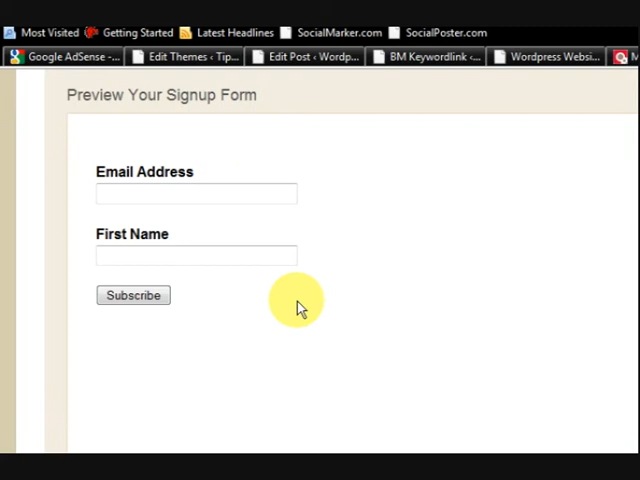 Most Visited Getting Started Latest Headlines SocialMarker.com SocialPoster.com
Google AdSense -... Edit Themes ‹ Tip... Edit Post ‹ Wordp... BM Keywordlink ‹... Wordpress Websi... M
Preview Your Signup Form
Email Address
First Name
Subscribe